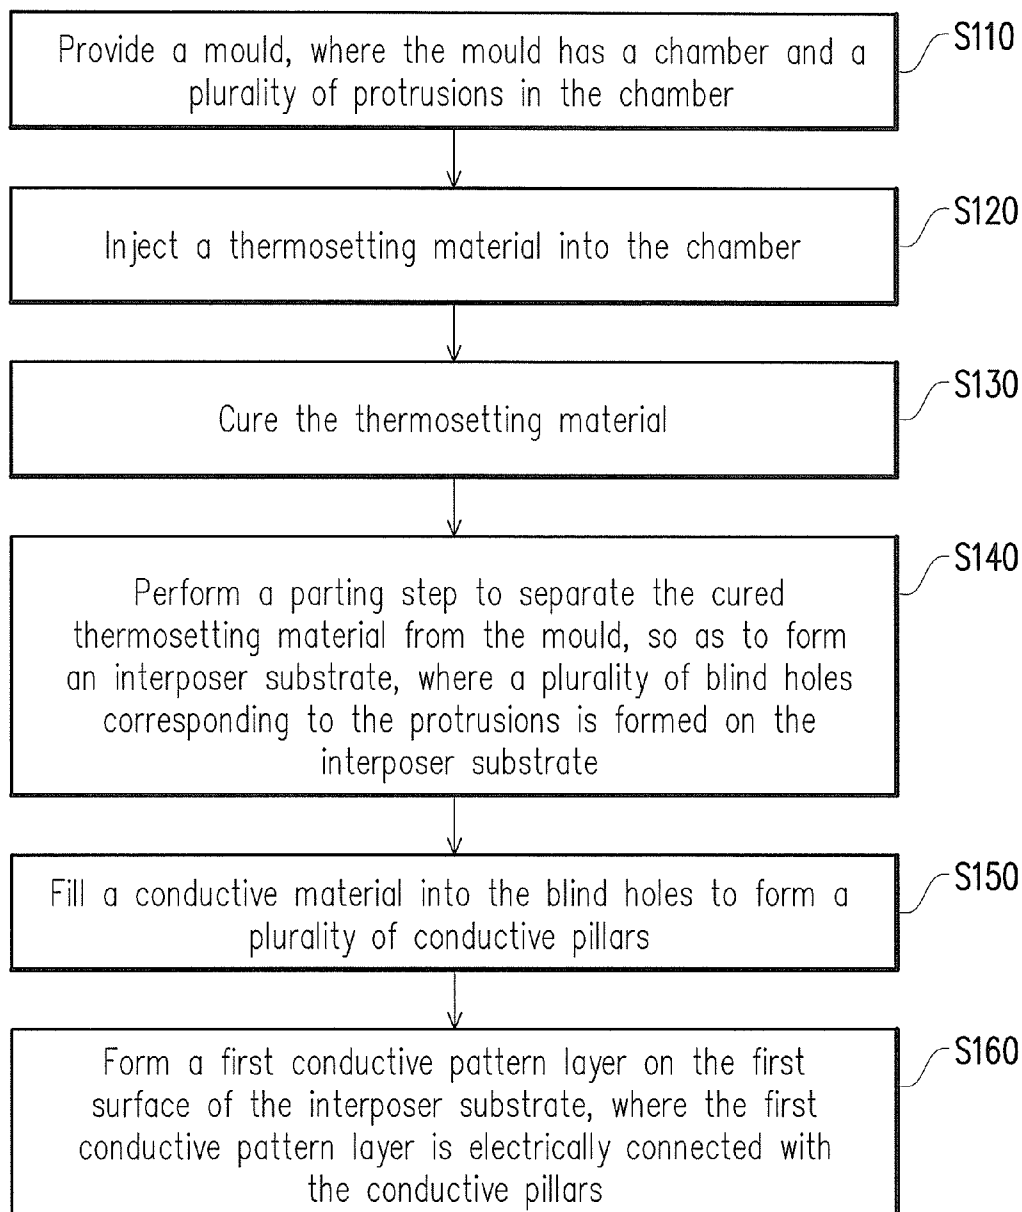 Provide a mould, where the mould has a chamber and a
plurality of protrusions in the chamber
S110
Inject a thermosetting material into the chamber
S120
Cure the thermosetting material
S130
Perform a parting step to separate the cured
thermosetting material from the mould, so as to form
an interposer substrate, where a plurality of blind holes
corresponding to the protrusions is formed on the
interposer substrate
S140
Fill a conductive material into the blind holes to form a
plurality of conductive pillars
S150
Form a first conductive pattern layer on the first
surface of the interposer substrate, where the first
conductive pattern layer is electrically connected with
the conductive pillars
S160